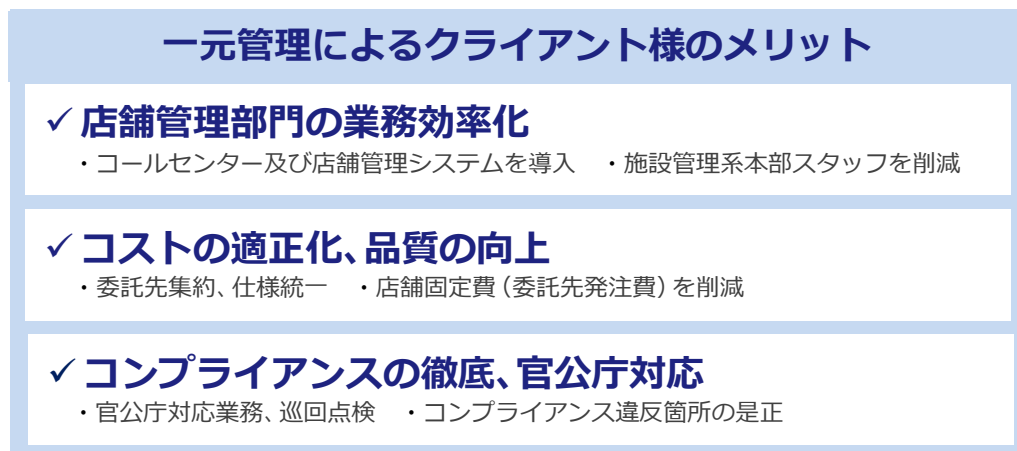 一元管理によるクライアント様のメリット
✓店舗管理部門の業務効率化
・コールセンター及び店舗管理システムを導入　・施設管理系本部スタッフを削減
✓コストの適正化、品質の向上
・委託先集約、仕様統一　・店舗固定費（委託先発注費）を削減
✓コンプライアンスの徹底、官公庁対応
・官公庁対応業務、巡回点検　・コンプライアンス違反箇所の是正